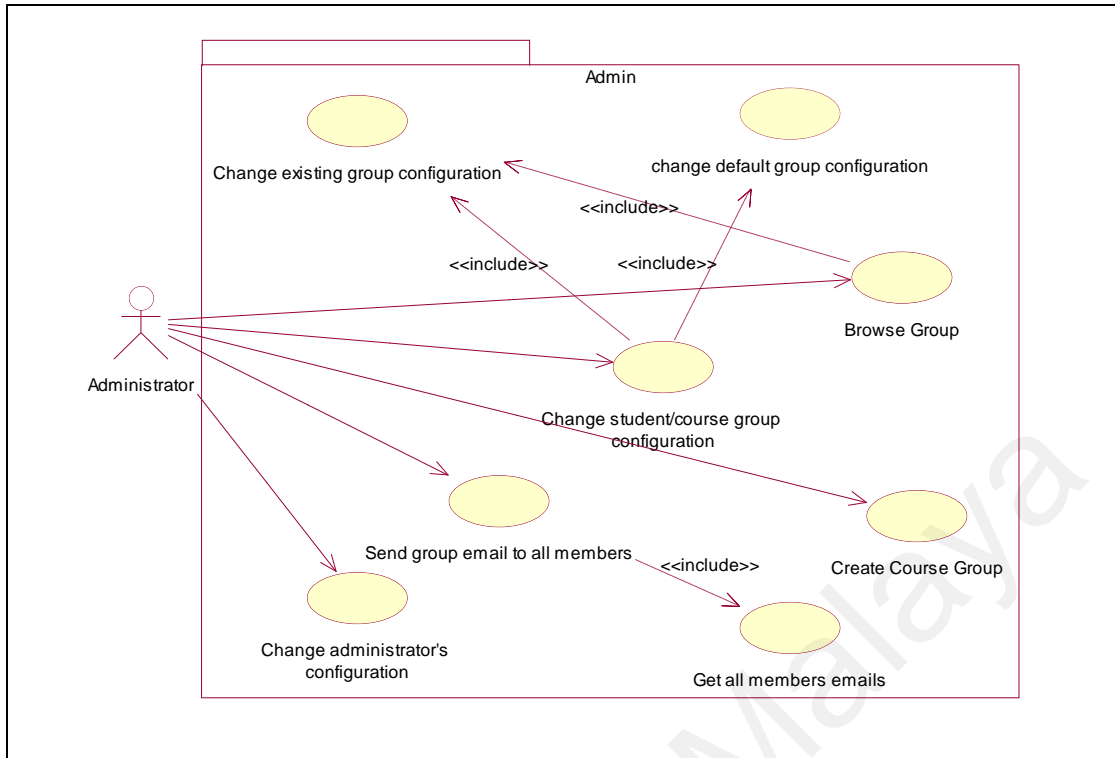 Admin
Change existing group configuration
change default group configuration
<<include>>
<<include>>
<<include>>
Browse Group
Administrator
Change student/course group
configuration
Send group email to all members
<<include>>
Create Course Group
Change administrator's
configuration
Get all members emails
Malaya